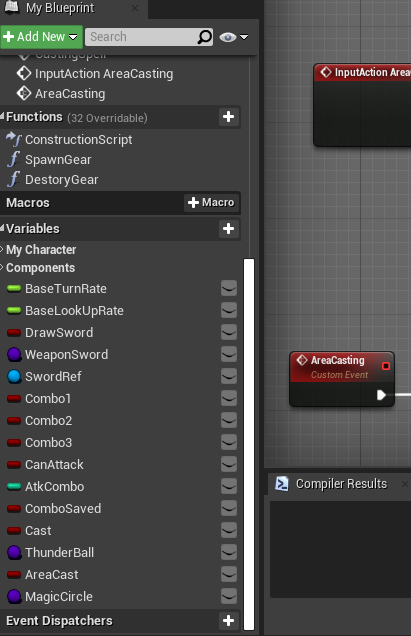 My Blueprint
Add New
Search
CastingSpell
InputAction AreaCasting
AreaCasting
Functions (32 Overridable)
ConstructionScript
SpawnGear
DestoryGear
Macros
Macro
Variables
My Character
Components
BaseTurnRate
BaseLookUpRate
DrawSword
WeaponSword
SwordRef
Combo1
Combo2
Combo3
CanAttack
AtkCombo
ComboSaved
Cast
ThunderBall
AreaCast
MagicCircle
Event Dispatchers
InputAction Area
AreaCasting
Custom Event
Compiler Results